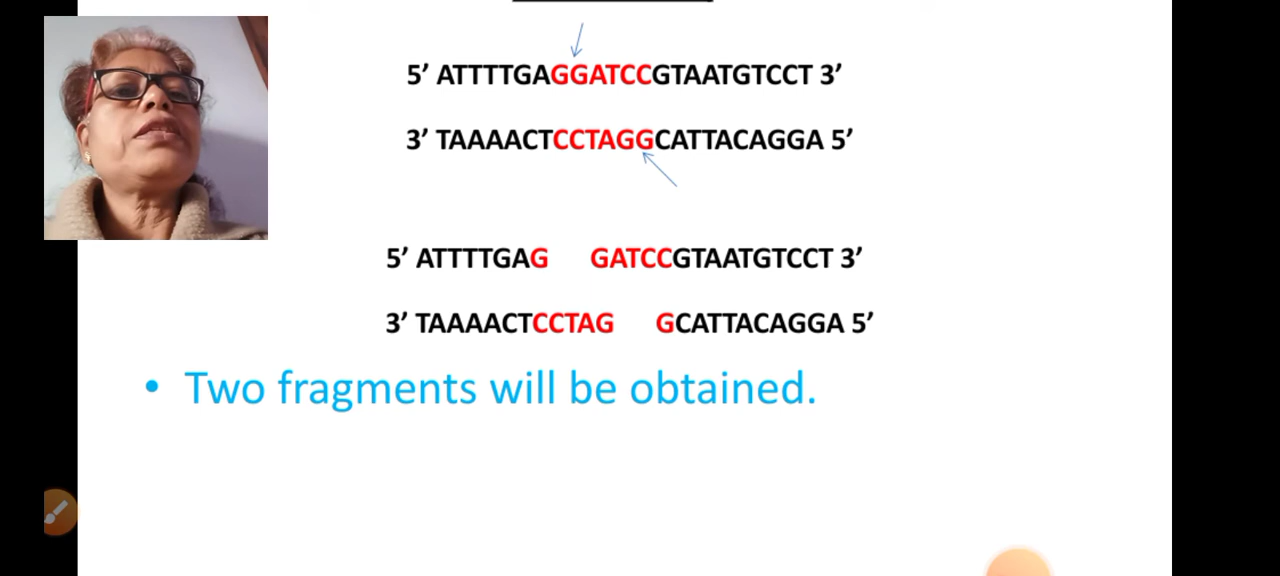 5’ ATTTTGAGGATCCGTAATGTCCT 3’
3’ TAAAACTCCTAGGCATTACAGGA 5’
5’ ATTTTGAG GATCCGTAATGTCCT 3’
3’ TAAAACTCCTAG GCATTACAGGA 5’
• Two fragments will be obtained.